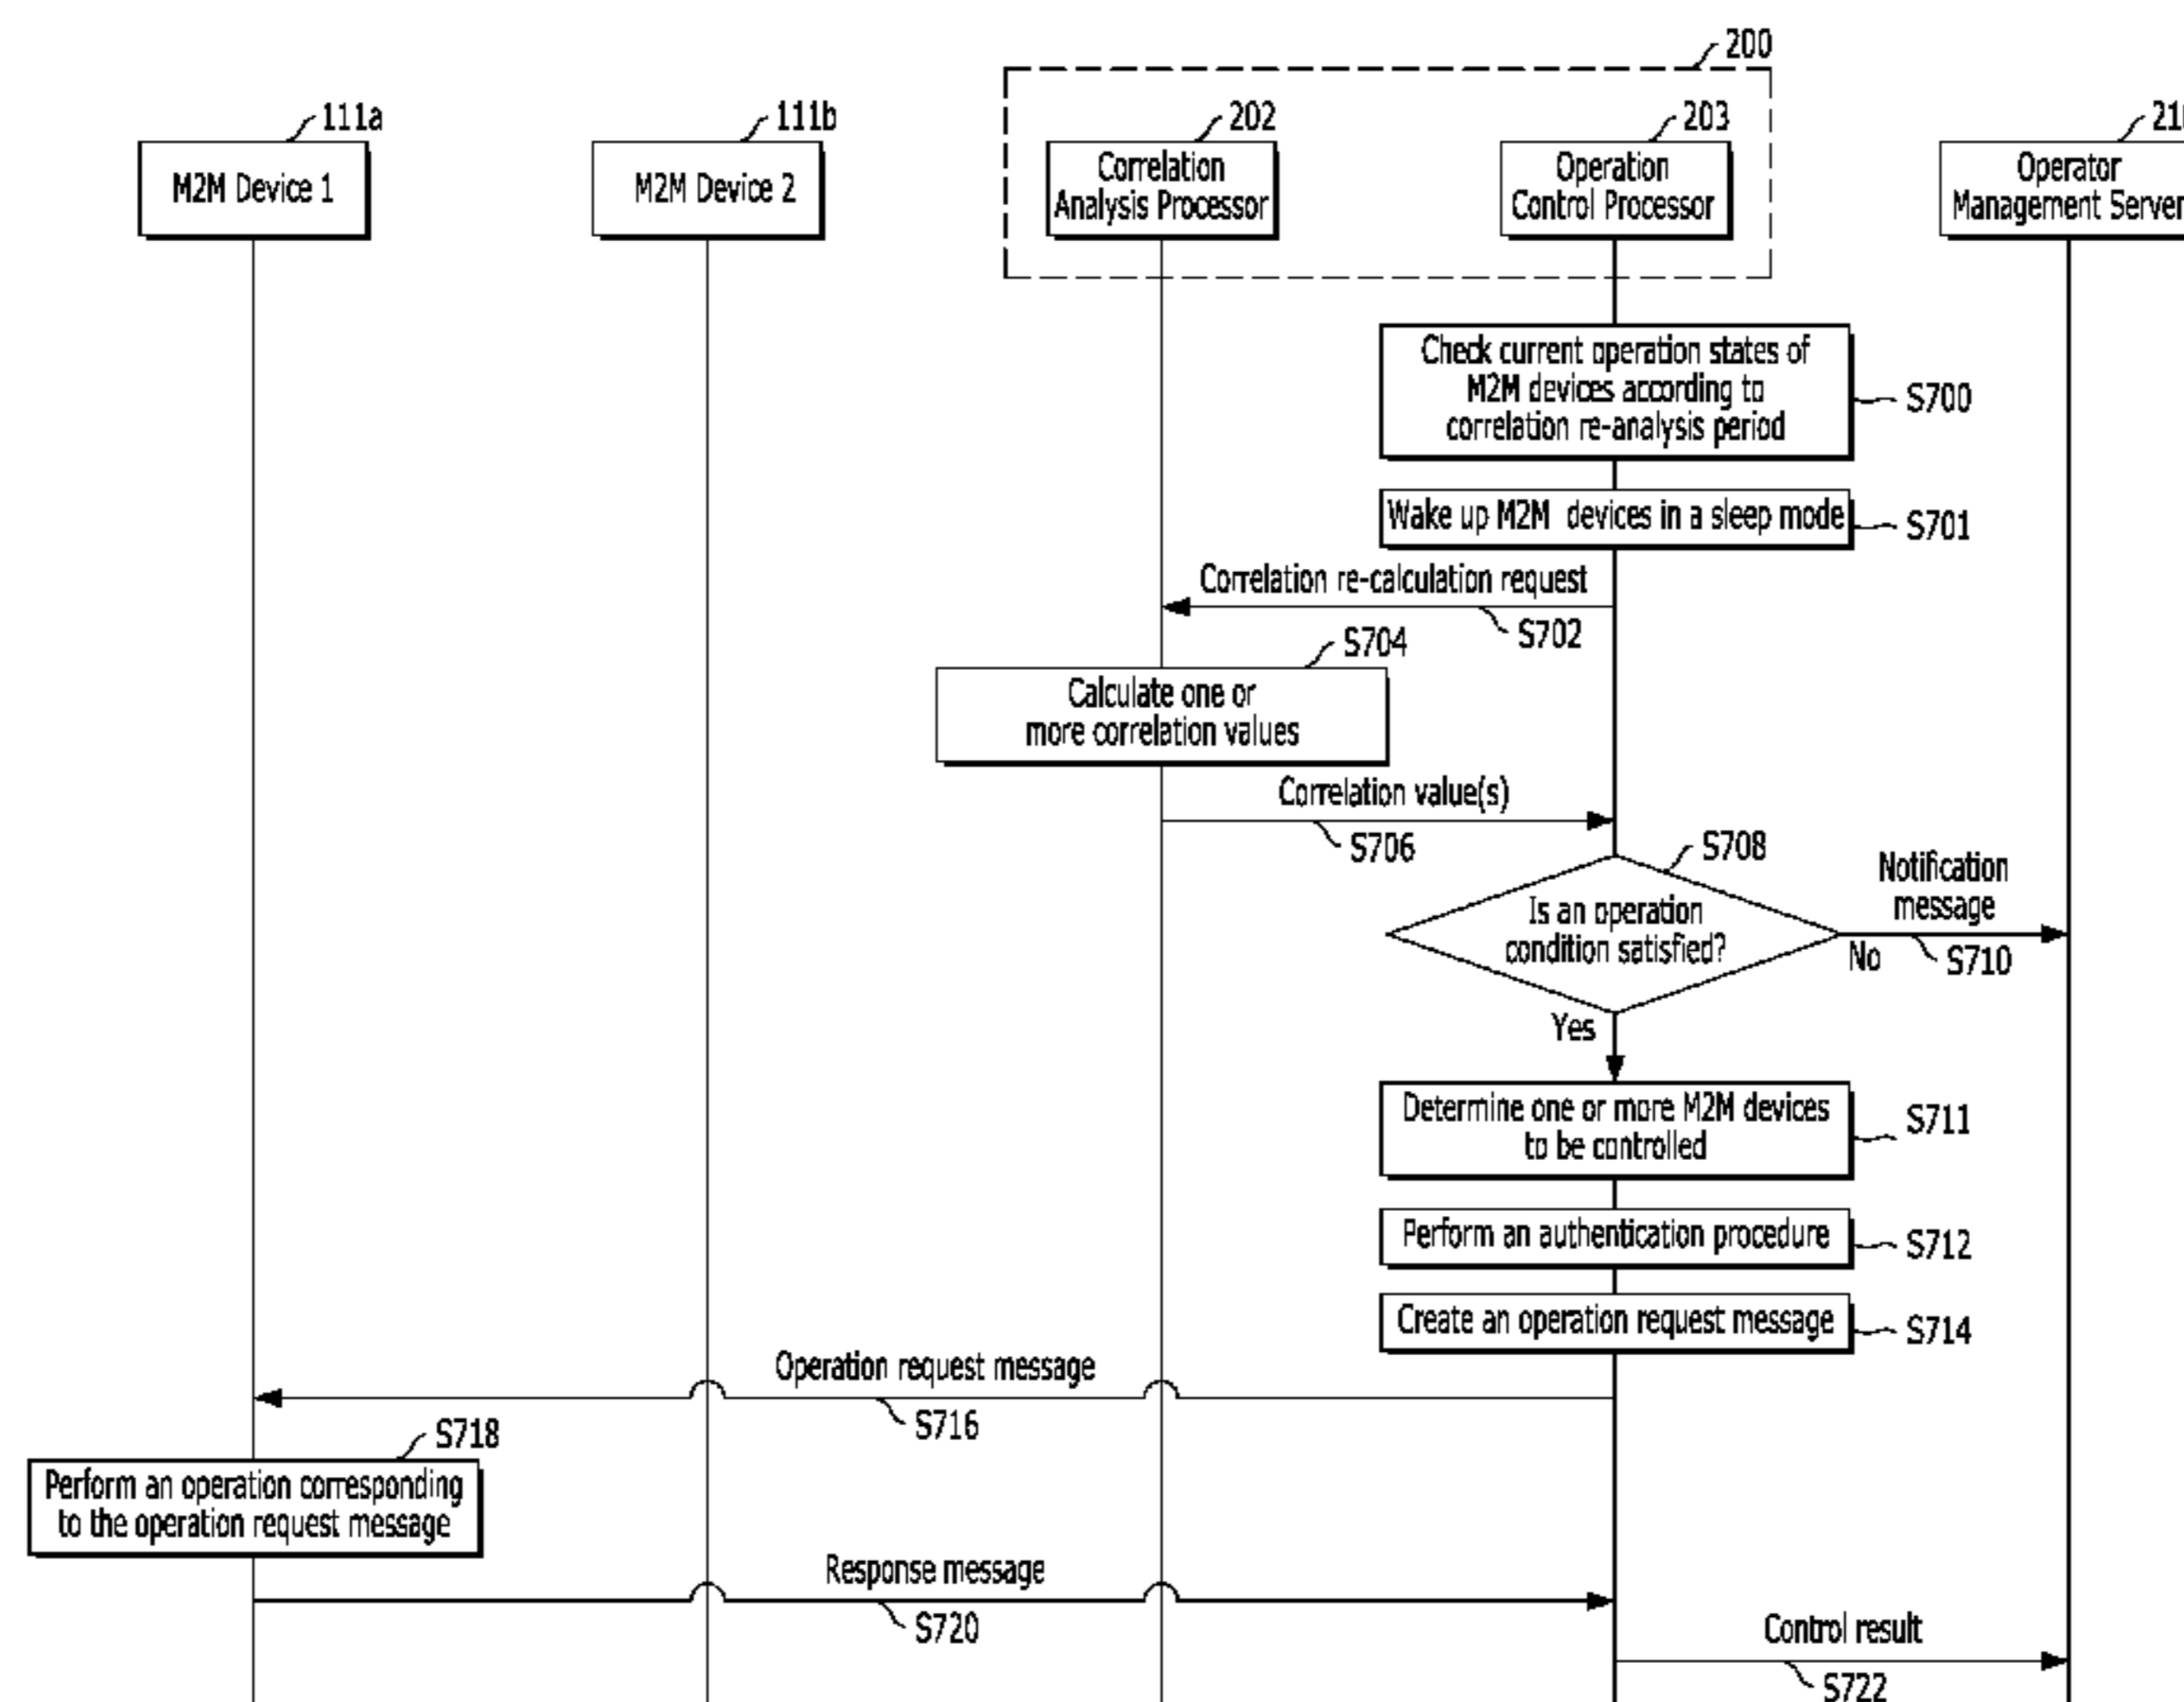 200
111a
111b
202
203
M2M Device 1
M2M Device 2
Correlation
Analysis Processor
Operation
Control Processor
Operator
Management Server
Check current operation states of
M2M devices according to
correlation re-analysis period
S700
Wake up M2M devices in a sleep mode
S701
Correlation re-calculation request
S702
S704
Calculate one or
more correlation values
Correlation value(s)
S706
S708
Is an operation
condition satisfied?
Notification
message
No
S710
Yes
Determine one or more M2M devices
to be controlled
S711
Perform an authentication procedure
S712
Create an operation request message
S714
Operation request message
S716
S718
Perform an operation corresponding
to the operation request message
Response message
S720
Control result
S722